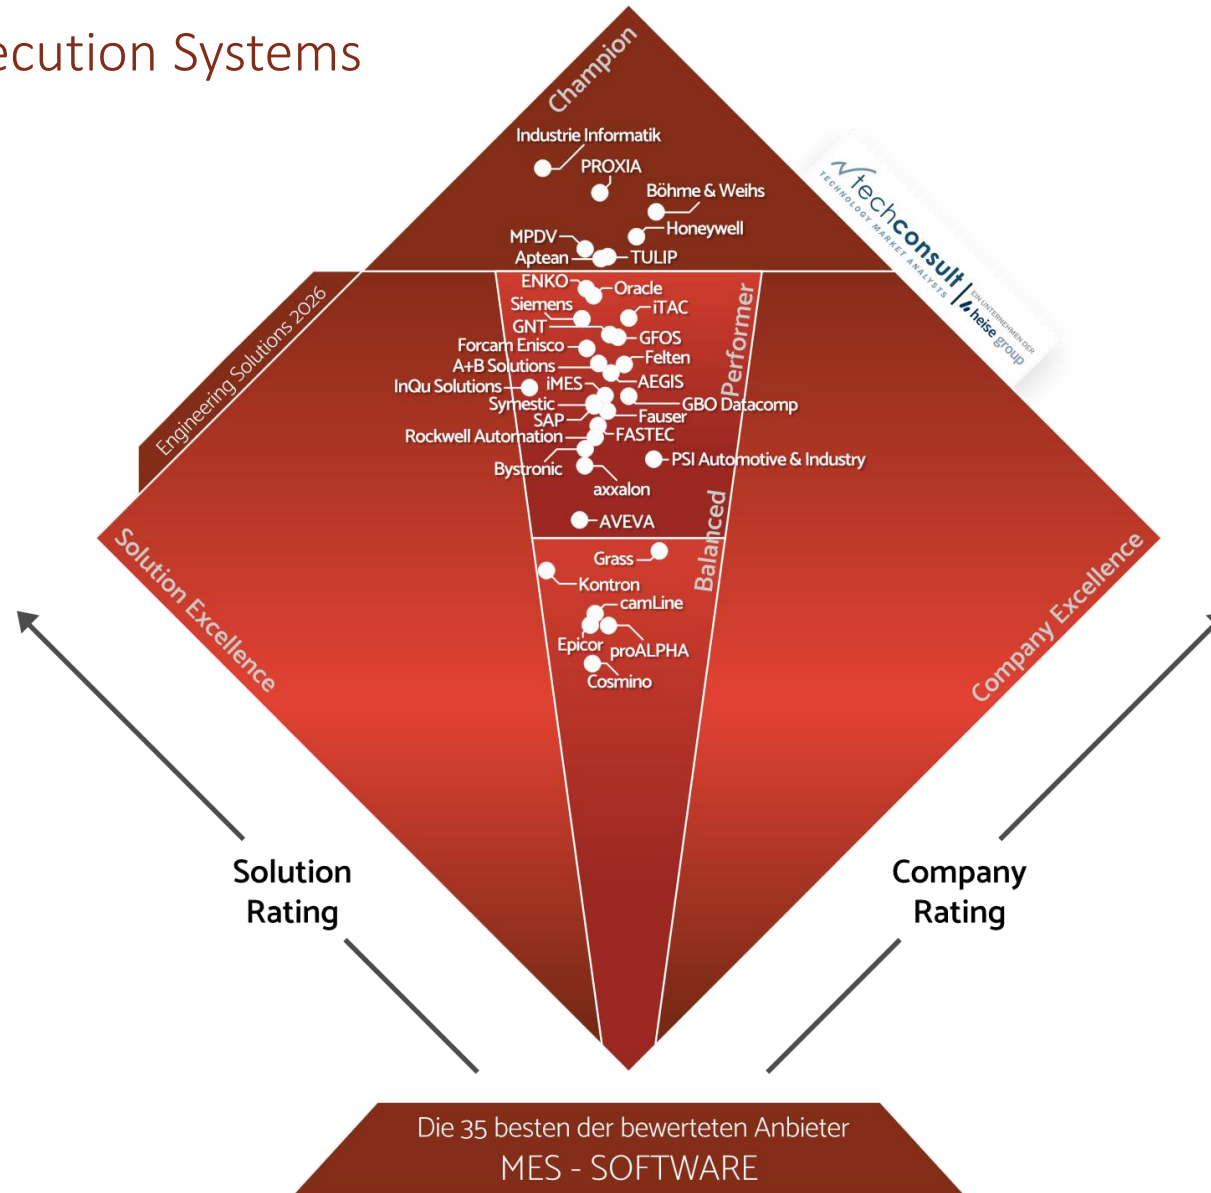 ecution Systems
Champion
Industrie Informatik
PROXIA
Böhme & Weihs
Honeywell
MPDV
Aptean
TULIP
techconsult
TECHNOLOGY MARKET ANALYSTS
EIN UNTERNEHMEN DER
heise group
Engineering Solutions 2026
ENKO
Oracle
Siemens
iTAC
GNT
GFOS
Forcam Enisco
Felten
A+B Solutions
AEGIS
InQu Solutions
iMES
GBO Datacomp
Symestic
Fauser
SAP
FASTEC
Rockwell Automation
PSI Automotive & Industry
Bystronic
axxalon
AVEVA
Performer
Balanced
Grass
Kontron
camLine
Epicor
proALPHA
Cosmino
Solution Excellence
Company Excellence
Solution
Rating
Company
Rating
Die 35 besten der bewerteten Anbieter
MES - SOFTWARE